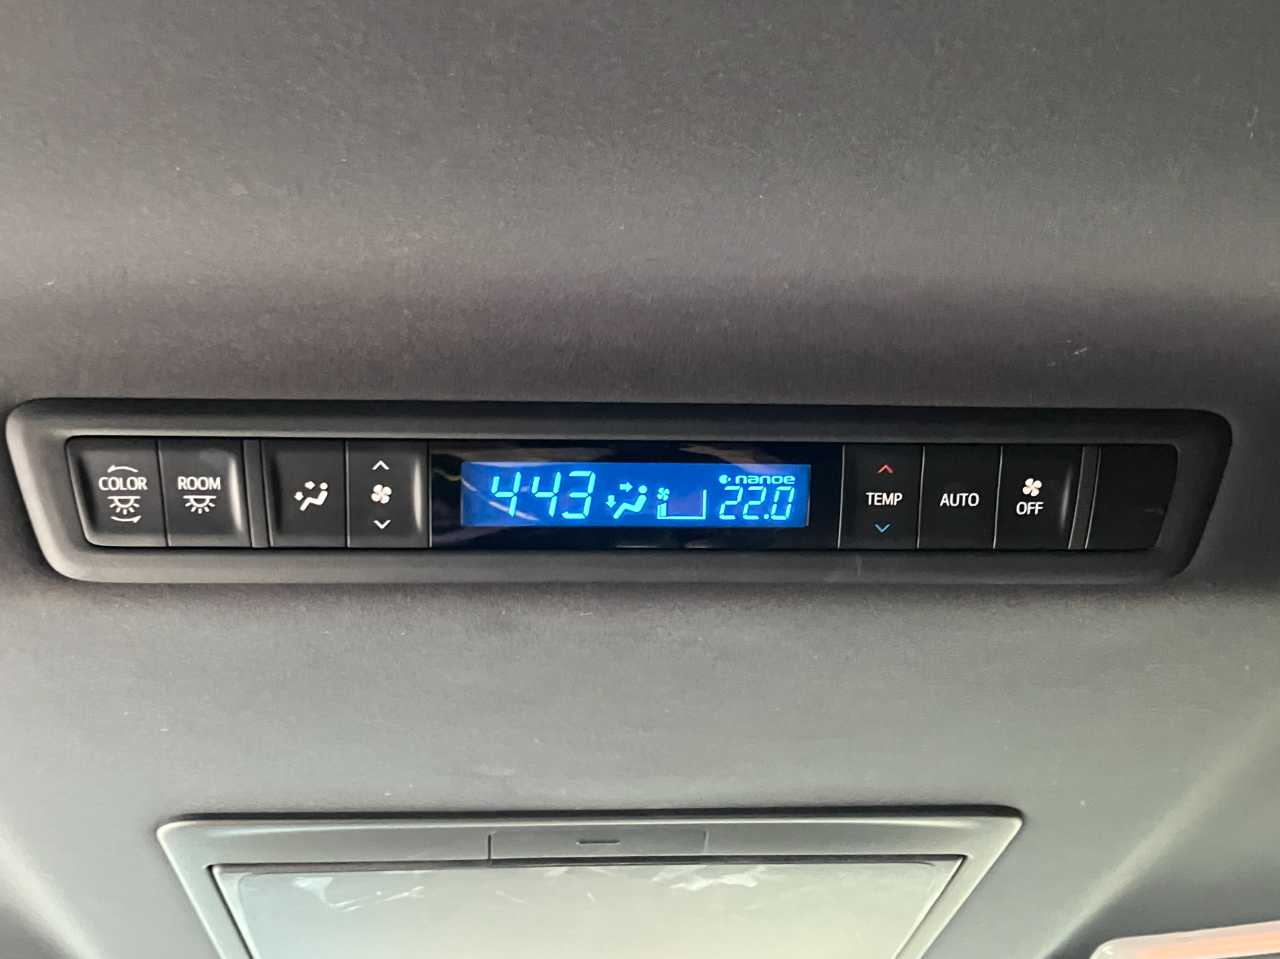 COLOR
ROOM
443
nanoe
22.0
TEMP
AUTO
OFF